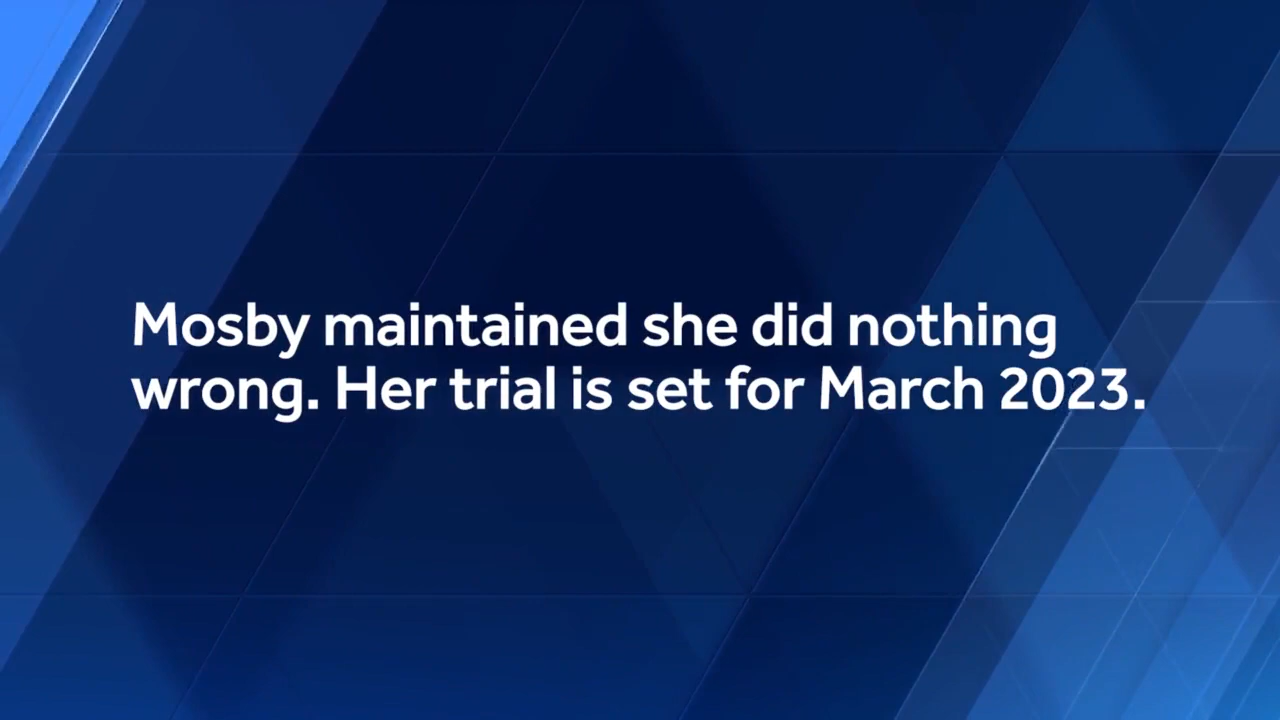 Mosby maintained she did nothing
wrong. Her trial is set for March 2023.